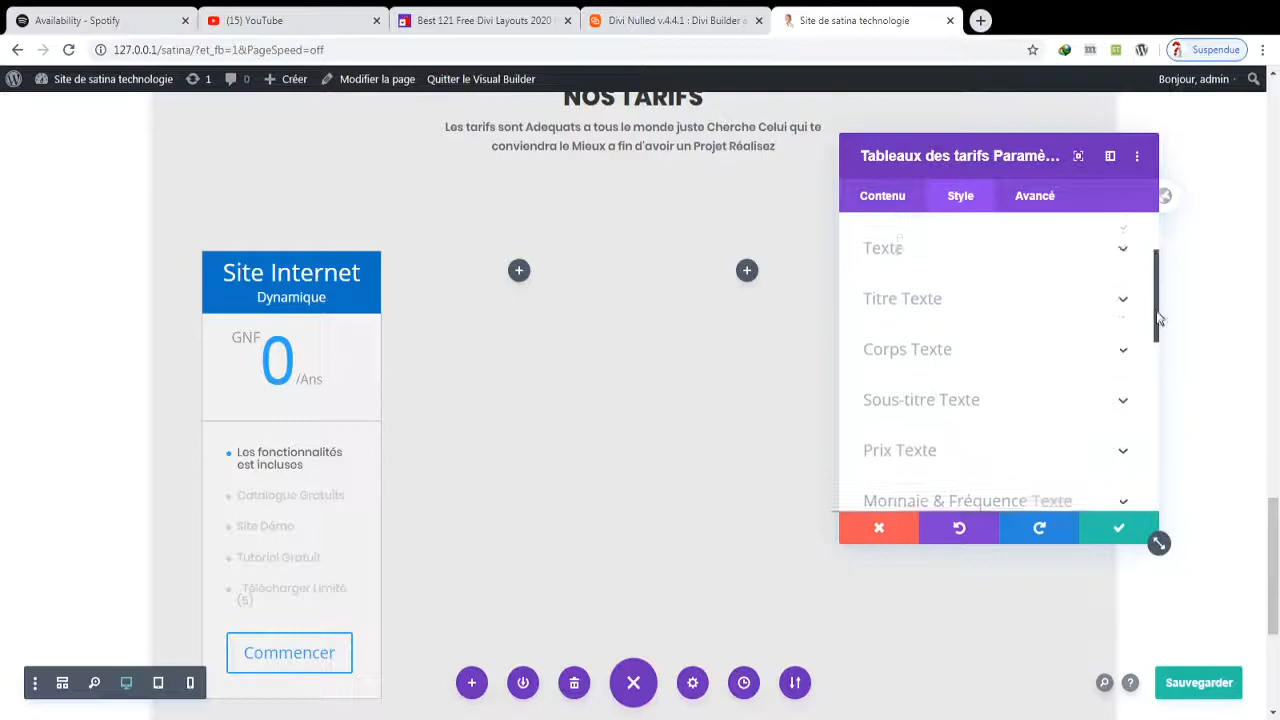 Availability - Spotify
(15) YouTube
Best 121 Free Divi Layouts 2020
Divi Nulled v.4.4.1 : Divi Builder a
Site de satina technologie
127.0.0.1/satina/?et_fb=1&PageSpeed=off
Suspendue
Site de satina technologie
1
0
Créer
Modifier la page
Quitter le Visual Builder
Bonjour, admin
NOS TARIFS
Les tarifs sont Adequats a tous le monde juste Cherche Celui qui te
conviendra le Mieux a fin d'avoir un Projet Réalisez
Site Internet
Dynamique
GNF
0
/Ans
Les fonctionnalités
est incluses
Catalogue Gratuits
Site Démo
Tutoriol Gratuit
Télécharger Limité
(5)
Commencer
Tableaux des tarifs Paramè...
Contenu
Style
Avancé
Texte
Titre Texte
Corps Texte
Sous-titre Texte
Prix Texte
Monnaie & Fréquence Texte
Sauvegarder